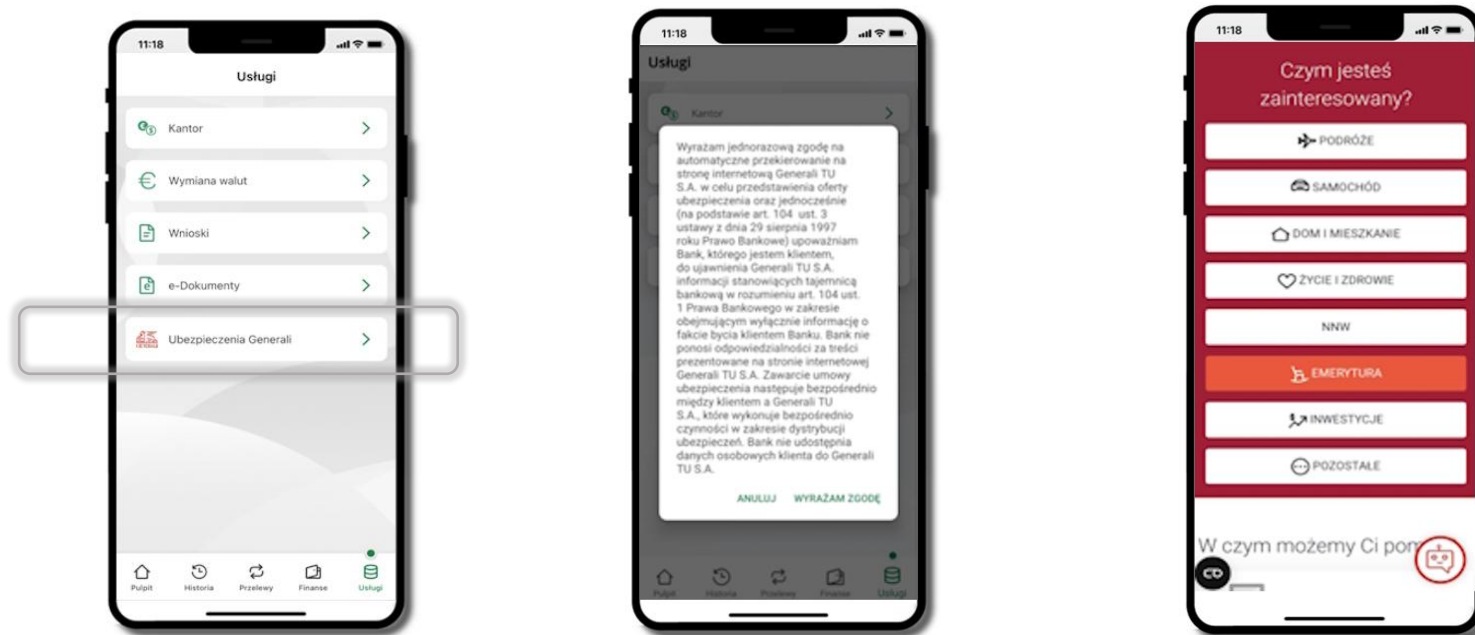 11:18
Usługi
Kantor
Wymiana walut
Wnioski
e-Dokumenty
Ubezpieczenia Generali
Pulpit
Historia
Przelewy
Finanse
Usługi
11:18
Usługi
Kantor
Wyrażam jednorazową zgodę na
automatyczne przekierowanie na
stronę internetową Generali TU
S.A. w celu przedstawienia oferty
ubezpieczenia oraz jednocześnie
(na podstawie art. 104 ust. 3
ustawy z dnia 29 sierpnia 1997
roku Prawo Bankowe) upoważniam
Bank, którego jestem klientem,
do ujawnienia Generali TU S.A.
informacji stanowiących tajemnicą
bankową w rozumieniu art. 104 ust.
1 Prawa Bankowego w zakresie
obejmującym wyłącznie informację o
fakcie bycia klientem Banku. Bank nie
ponosi odpowiedzialności za treści
prezentowane na stronie internetowej
Generali TU S.A. Zawarcie umowy
ubezpieczenia następuje bezpośrednio
między klientem a Generali TU
S.A., które wykonuje bezpośrednio
czynności w zakresie dystrybucji
ubezpieczeń. Bank nie udostępnia
danych osobowych klienta do Generali
TU S.A.
ANULUJ WYRAŻAM ZGODĘ
Pulpit
Historia
Przelewy
Finanse
Usługi
11:18
Czym jesteś
zainteresowany?
PODRÓŻE
SAMOCHÓD
DOM I MIESZKANIE
ŻYCIE I ZDROWIE
NNW
EMERYTURA
INWESTYCJE
POZOSTAŁE
W czym możemy Ci pom